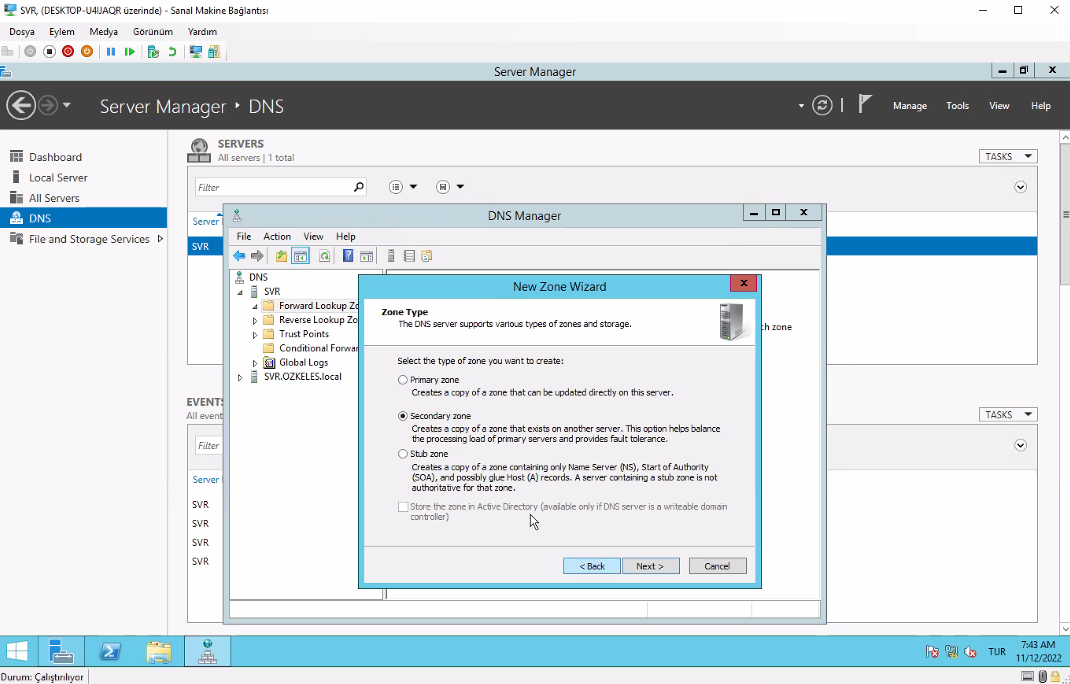 SVR, (DESKTOP-U4IJAQR üzerinde) - Sanal Makine Bağlantısı
Dosya Eylem Medya Görünüm Yardım
Server Manager
Server Manager • DNS
Manage Tools View Help
Dashboard
Local Server
All Servers
DNS
File and Storage Services
SERVERS
All servers | 1 total
TASKS
Filter
Server
SVR
DNS Manager
File Action View Help
DNS
SVR
Forward Lookup Zo
Reverse Lookup Zo
Trust Points
Conditional Forwar
Global Logs
SVR.OZKELES.local
ch zone
New Zone Wizard
Zone Type
The DNS server supports various types of zones and storage.
Select the type of zone you want to create:
Primary zone
Creates a copy of a zone that can be updated directly on this server.
Secondary zone
Creates a copy of a zone that exists on another server. This option helps balance
the processing load of primary servers and provides fault tolerance.
Stub zone
Creates a copy of a zone containing only Name Server (NS), Start of Authority
(SOA), and possibly glue Host (A) records. A server containing a stub zone is not
authoritative for that zone.
Store the zone in Active Directory (available only if DNS server is a writeable domain
controller)
< Back Next > Cancel
EVENTS
All event
TASKS
Filter
Server
SVR
SVR
SVR
SVR
TUR
7:43 AM
11/12/2022
Durum: Çalıştırılıyor